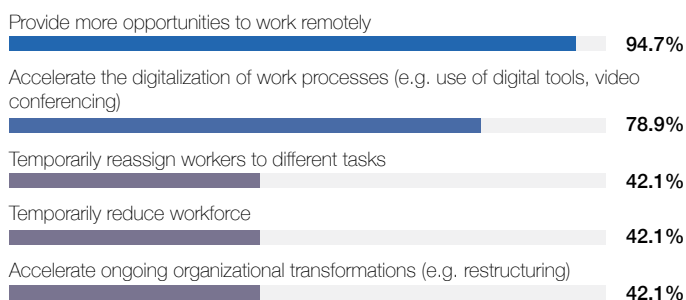 Provide more opportunities to work remotely
94.7%
Accelerate the digitalization of work processes (e.g. use of digital tools, video
conferencing)
78.9%
Temporarily reassign workers to different tasks
42.1%
Temporarily reduce workforce
42.1%
Accelerate ongoing organizational transformations (e.g. restructuring)
42.1%